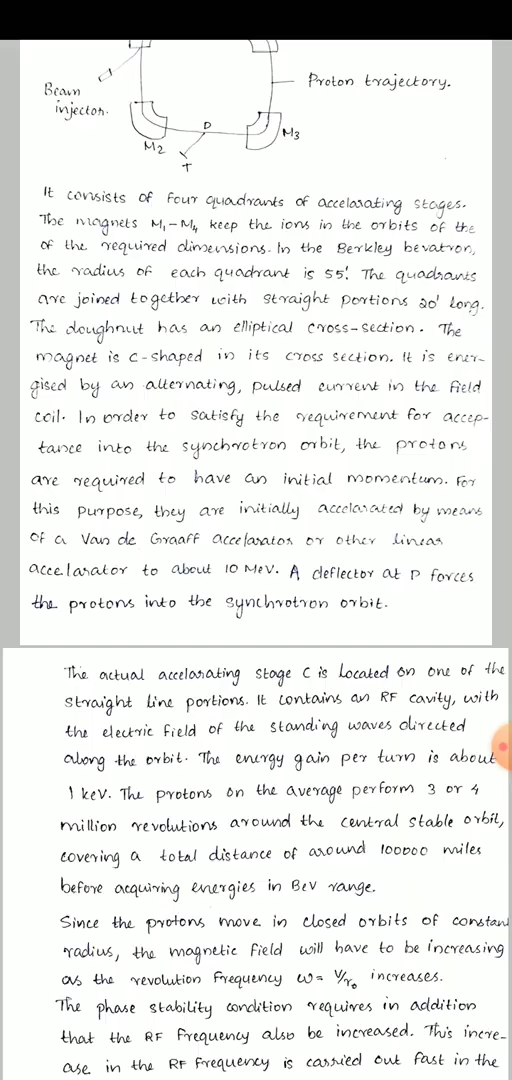 Beam
injector.
Proton trajectory.
M2
P
T
M3
It consists of four quadrants of accelarating stages.
The magnets M1 - M4 keep the ions in the orbits of the
of the required dimensions. In the Berkley bevatron,
the radius of each quadrant is 55'. The quadrants
are joined together with straight portions 20' long.
The doughnut has an elliptical cross-section. The
magnet is C-shaped in its cross section. It is ener-
gised by an alternating, pulsed current in the field
coil. In order to satisfy the requirement for accep-
tance into the synchrotron orbit, the protons
are required to have an initial momentum. For
this purpose, they are initially accelarated by means
of a Van de Graaff accelarator or other linear
accelarator to about 10 MeV. A deflector at P forces
the protons into the synchrotron orbit.
The actual accelarating stage C is located on one of the
straight line portions. It contains an RF cavity, with
the electric field of the standing waves directed
along the orbit. The energy gain per turn is about
1 keV. The protons on the average perform 3 or 4
million revolutions around the central stable orbit,
covering a total distance of around 100000 miles
before acquiring energies in BeV range.
Since the protons move in closed orbits of constan
radius, the magnetic field will have to be increasing
as the revolution frequency ω = v/r₀ increases.
The phase stability condition requires in addition
that the RF frequency also be increased. This incre-
ase in the RF frequency is carried out fast in the